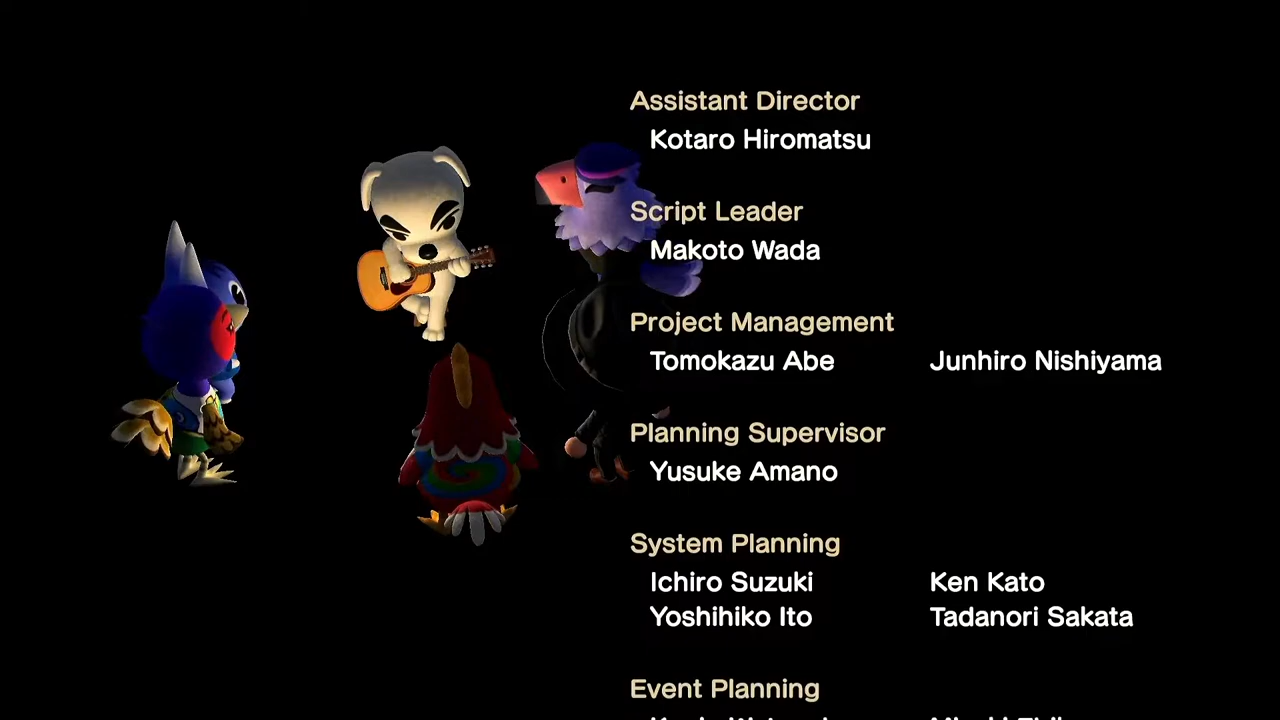 Assistant Director
Kotaro Hiromatsu
Script Leader
Makoto Wada
Project Management
Tomokazu Abe Junhiro Nishiyama
Planning Supervisor
Yusuke Amano
System Planning
Ichiro Suzuki Ken Kato
Yoshihiko Ito Tadanori Sakata
Event Planning